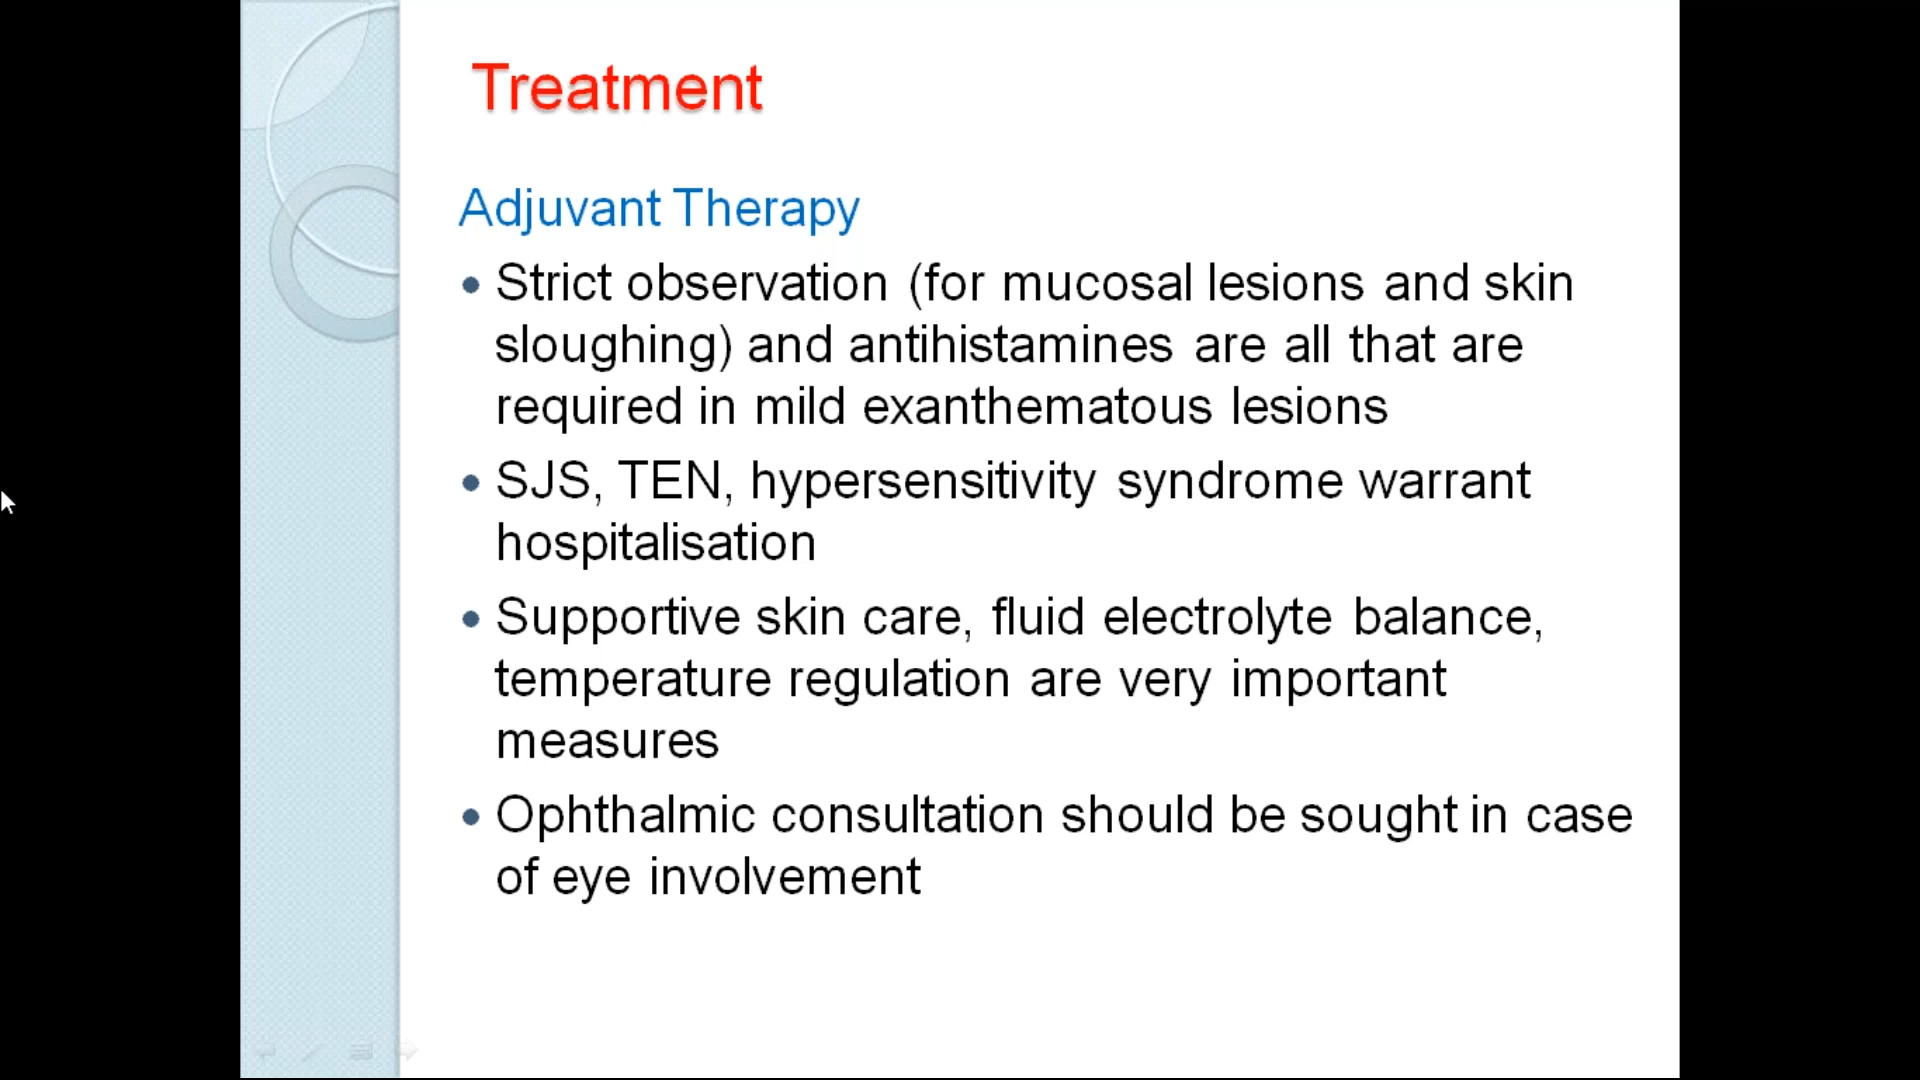 Treatment
Adjuvant Therapy
• Strict observation (for mucosal lesions and skin
sloughing) and antihistamines are all that are
required in mild exanthematous lesions
• SJS, TEN, hypersensitivity syndrome warrant
hospitalisation
• Supportive skin care, fluid electrolyte balance,
temperature regulation are very important
measures
• Ophthalmic consultation should be sought in case
of eye involvement